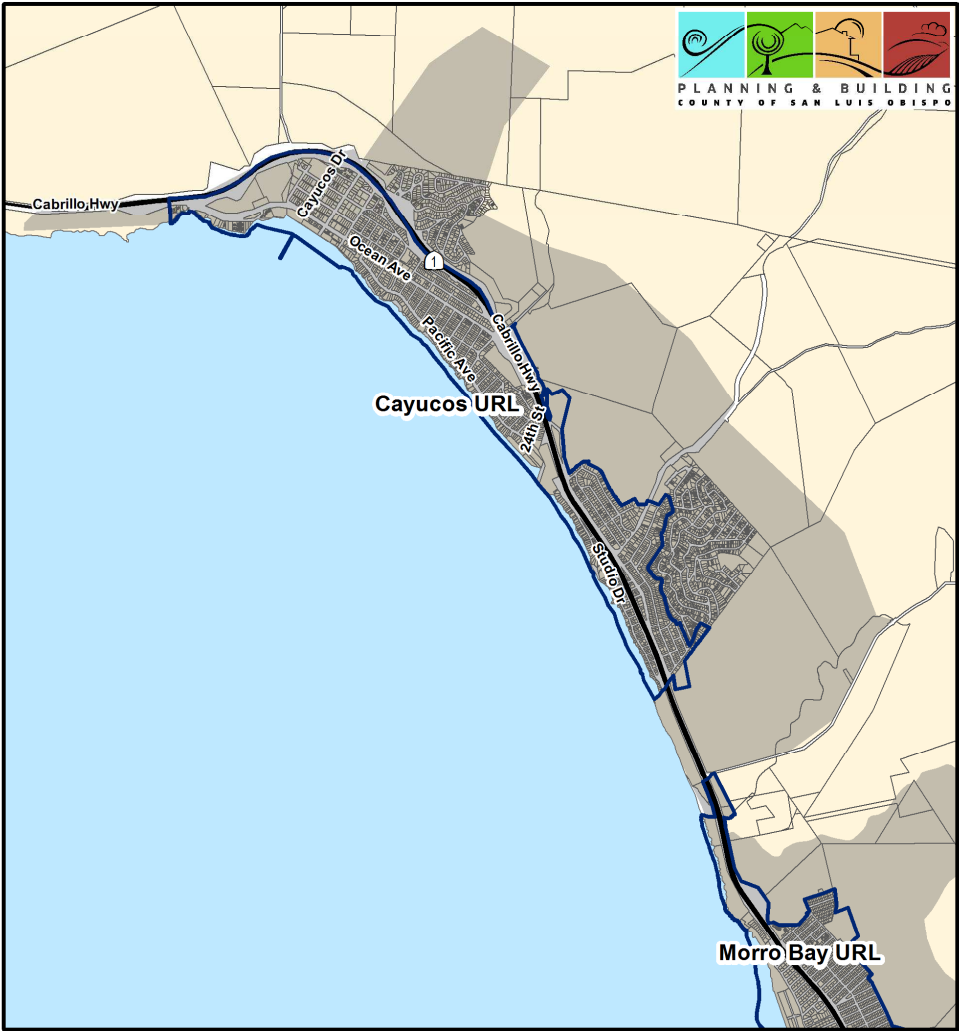 PLANNING & BUILDING
COUNTY OF SAN LUIS OBISPO
Cabrillo Hwy
Cayucos Dr
Ocean Ave
1
Pacific Ave
Cabrillo Hwy
Cayucos URL
24th St
Studio Dr
Morro Bay URL